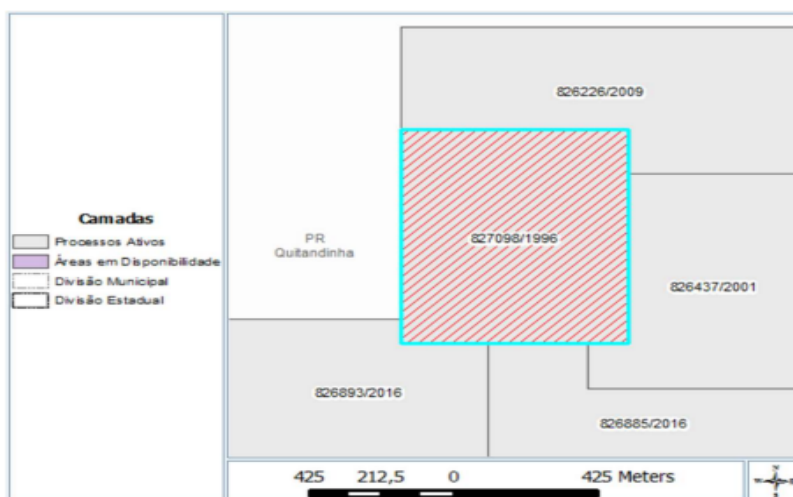 Camadas
Processos Ativos
Áreas em Disponibilidade
Divisão Municipal
Divisão Estadual
826226/2009
PR
Quitandinha
827098/1996
826437/2001
826893/2016
826885/2016
425 212,5 0 425 Meters